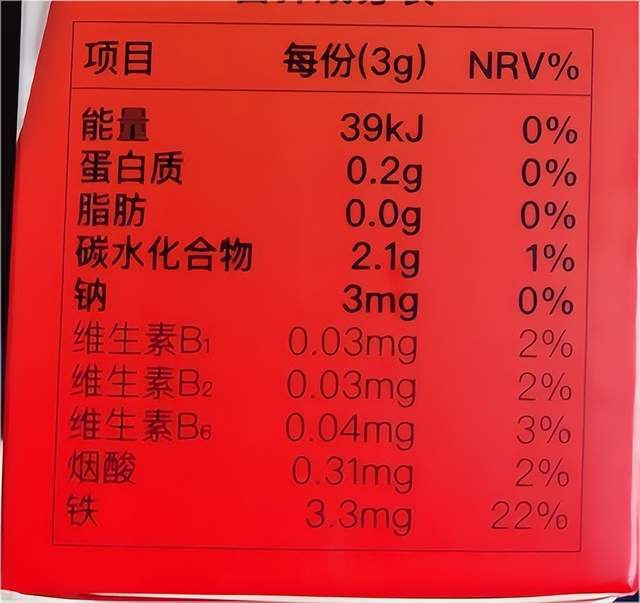 项目 每份(3g) NRV%
能量 39kJ 0%
蛋白质 0.2g 0%
脂肪 0.0g 0%
碳水化合物 2.1g 1%
钠 3mg 0%
维生素B₁ 0.03mg 2%
维生素B₂ 0.03mg 2%
维生素B₆ 0.04mg 3%
烟酸 0.31mg 2%
铁 3.3mg 22%